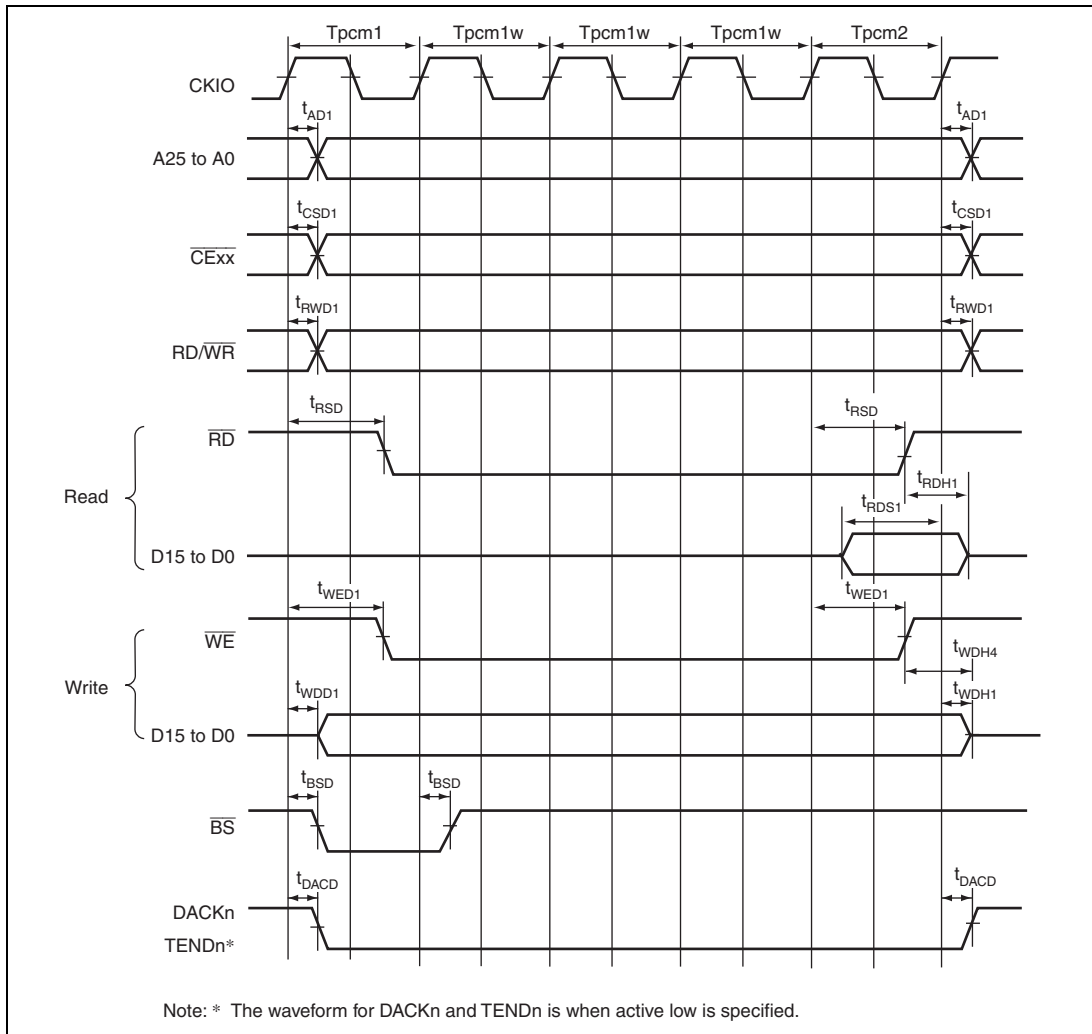 Tpcm1 Tpcm1w Tpcm1w Tpcm1w Tpcm2
CKIO
tAD1 tAD1
A25 to A0
tCSD1 tCSD1
CExx
tRWD1 tRWD1
RD/WR
tRSD tRSD
RD
tRDH1
Read
tRDS1
D15 to D0
tWED1 tWED1
WE
tWDH4
Write
tWDD1 tWDH1
D15 to D0
tBSD tBSD
BS
tDACD tDACD
DACKn
TENDn*
Note: * The waveform for DACKn and TENDn is when active low is specified.